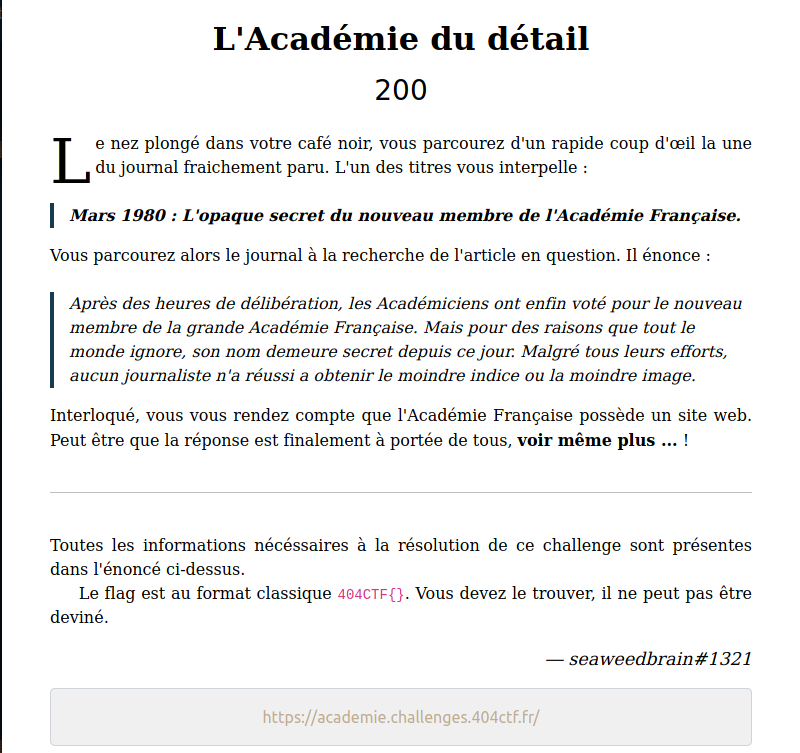 L'Académie du détail
200
Le nez plongé dans votre café noir, vous parcourez d'un rapide coup d'œil la une
du journal fraichement paru. L'un des titres vous interpelle :
Mars 1980 : L'opaque secret du nouveau membre de l'Académie Française.
Vous parcourez alors le journal à la recherche de l'article en question. Il énonce :
Après des heures de délibération, les Académiciens ont enfin voté pour le nouveau
membre de la grande Académie Française. Mais pour des raisons que tout le
monde ignore, son nom demeure secret depuis ce jour. Malgré tous leurs efforts,
aucun journaliste n'a réussi a obtenir le moindre indice ou la moindre image.
Interloqué, vous vous rendez compte que l'Académie Française possède un site web.
Peut être que la réponse est finalement à portée de tous, voir même plus ... !
Toutes les informations nécéssaires à la résolution de ce challenge sont présentes
dans l'énoncé ci-dessus.
Le flag est au format classique 404CTF{}. Vous devez le trouver, il ne peut pas être
deviné.
— seaweedbrain#1321
https://academie.challenges.404ctf.fr/